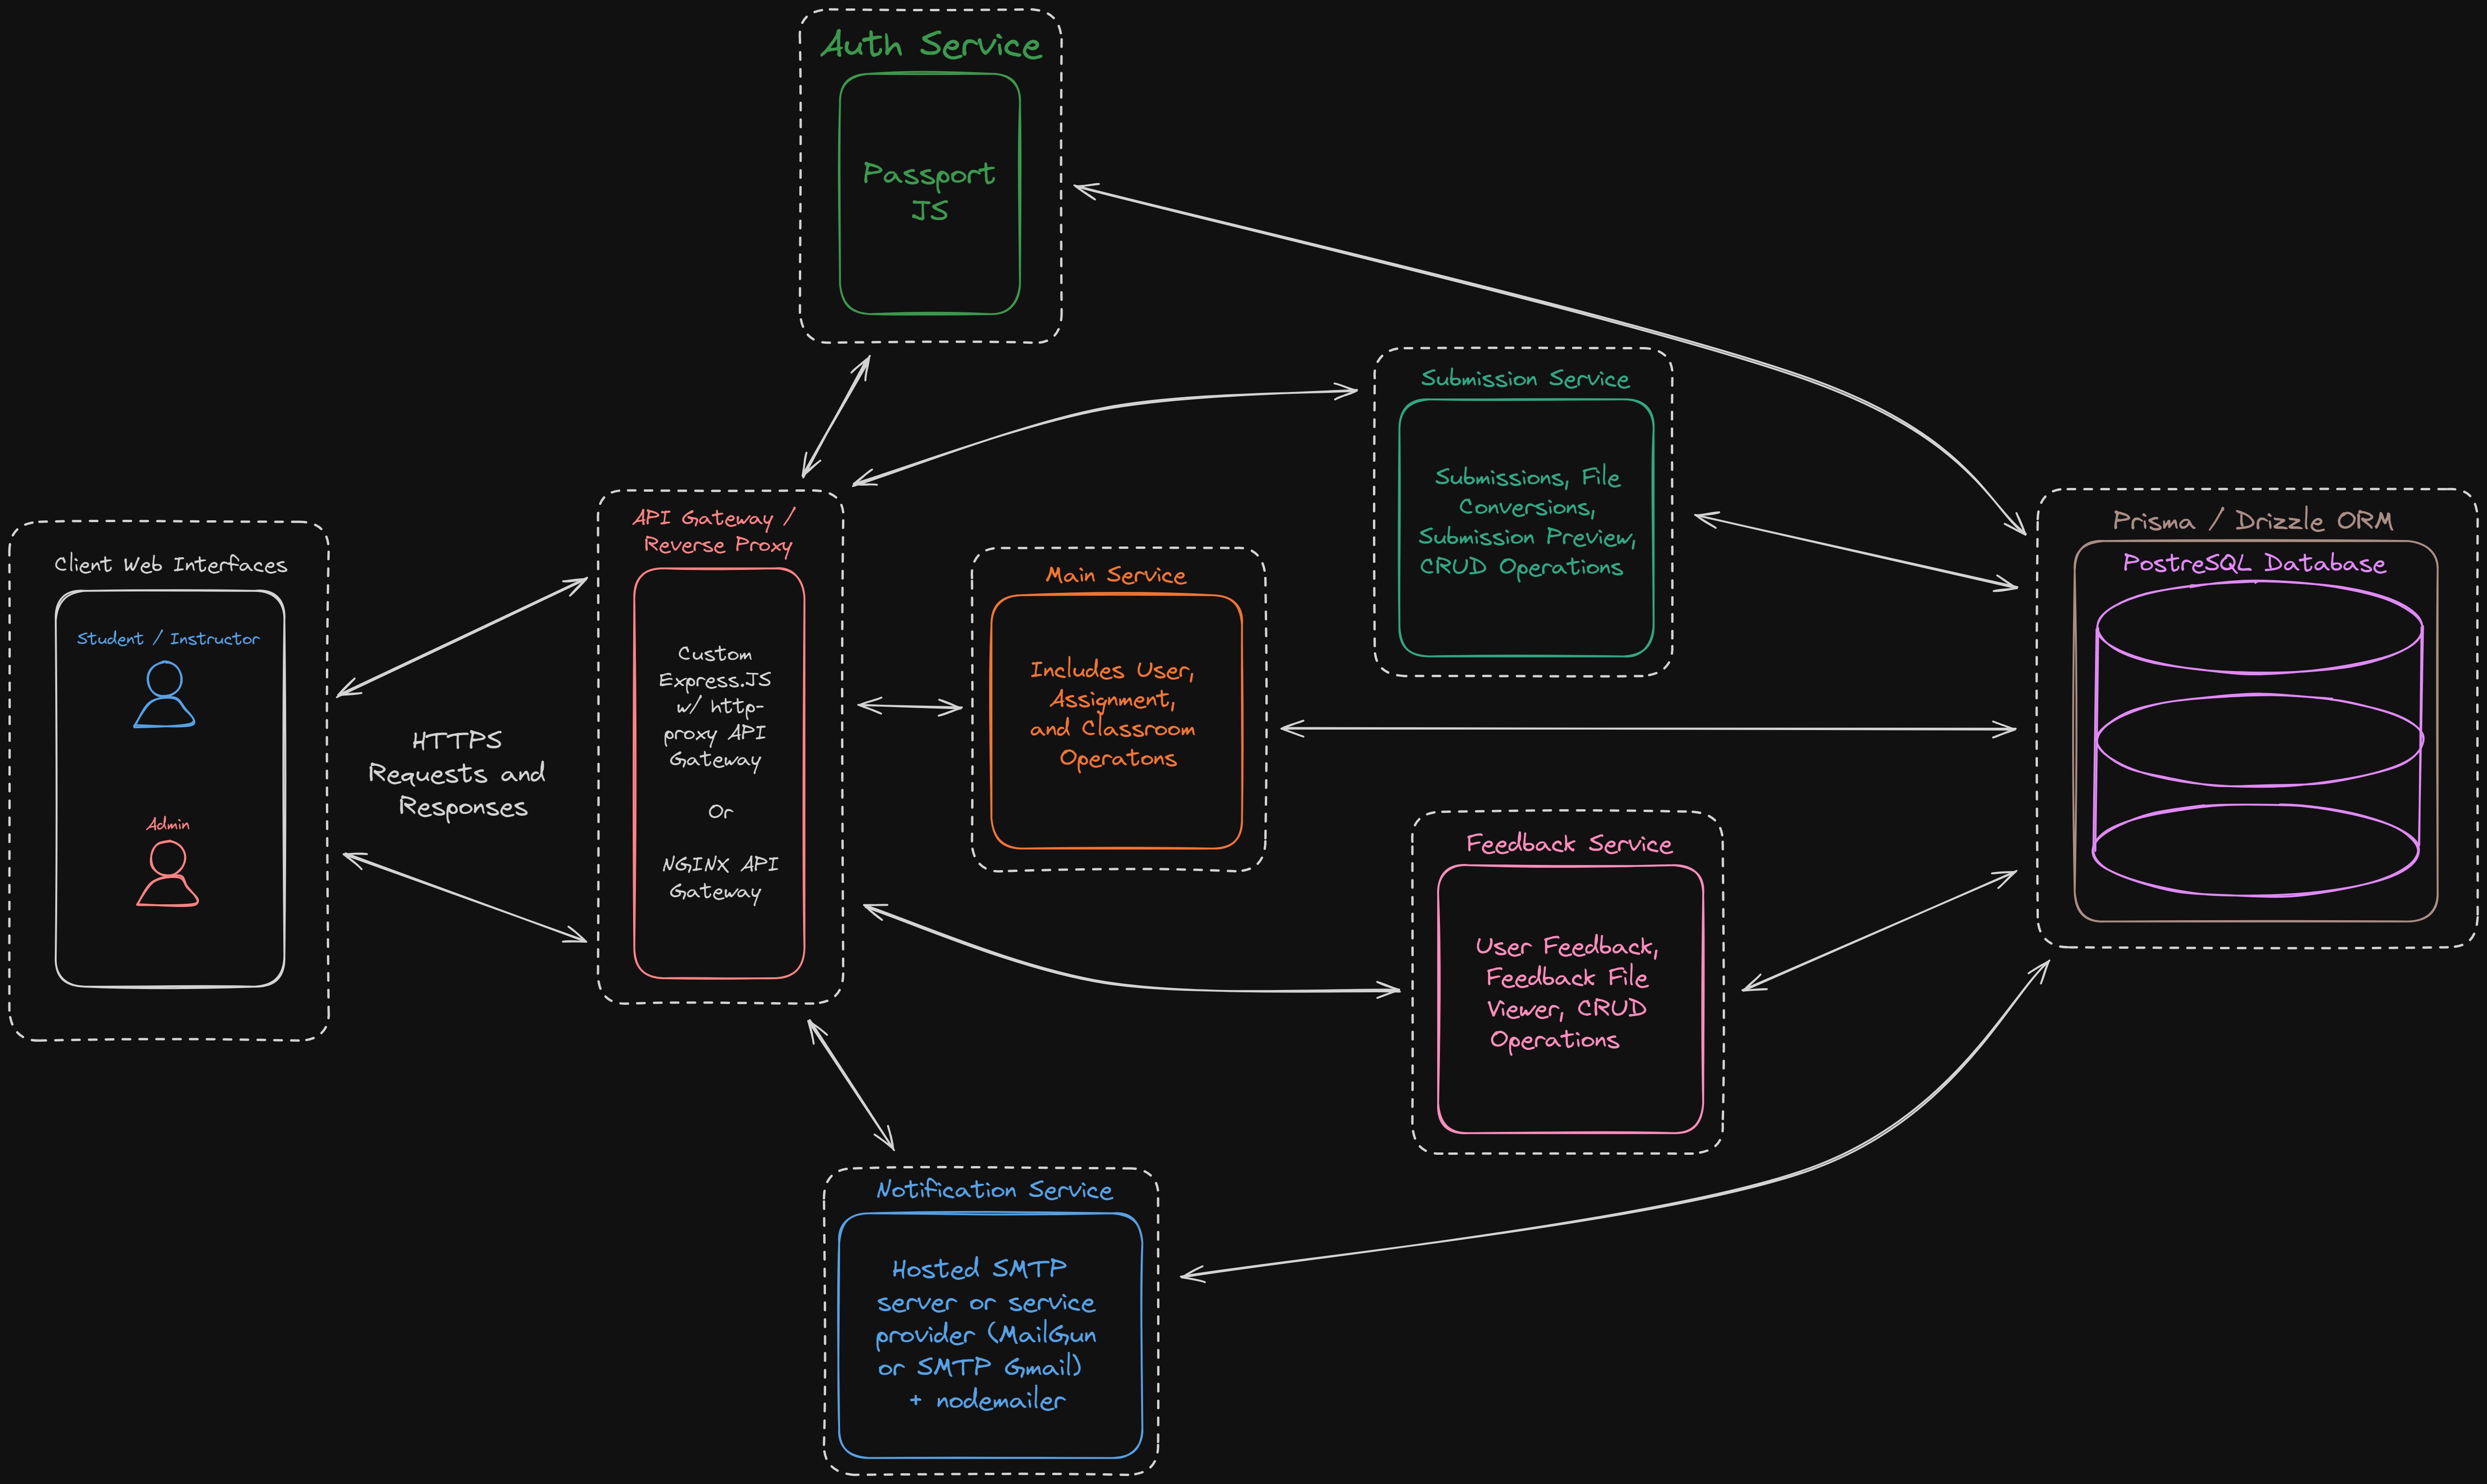 Auth Service
Passport
JS
Submission Service
Submissions, File
Conversions,
Submission Preview,
CRUD Operations
Client Web Interfaces
Student / Instructor
Admin
HTTPS
Requests and
Responses
API Gateway /
Reverse Proxy
Custom
Express.JS
w/ http-
proxy API
Gateway
Or
NGINX API
Gateway
Main Service
Includes User,
Assignment,
and Classroom
Operatons
Prisma / Drizzle ORM
PostreSQL Database
Feedback Service
User Feedback,
Feedback File
Viewer, CRUD
Operations
Notification Service
Hosted SMTP
server or service
provider (MailGun
or SMTP Gmail)
+ nodemailer